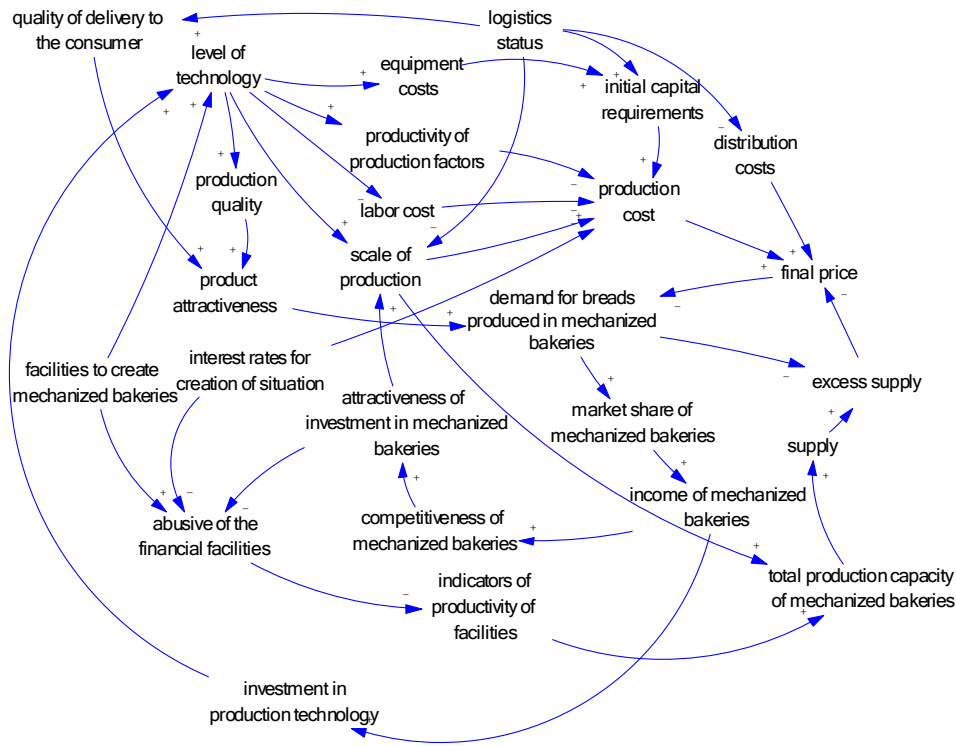 quality of delivery to
the consumer
logistics
status
level of
technology
equipment
costs
initial capital
requirements
productivity of
production factors
distribution
costs
production
quality
labor cost
production
cost
scale of
production
product
attractiveness
final price
demand for breads
produced in mechanized
bakeries
facilities to create
mechanized bakeries
interest rates for
creation of situation
attractiveness of
investment in mechanized
bakeries
excess supply
market share of
mechanized bakeries
supply
income of mechanized
bakeries
abusive of the
financial facilities
competitiveness of
mechanized bakeries
indicators of
productivity of
facilities
total production capacity
of mechanized bakeries
investment in
production technology